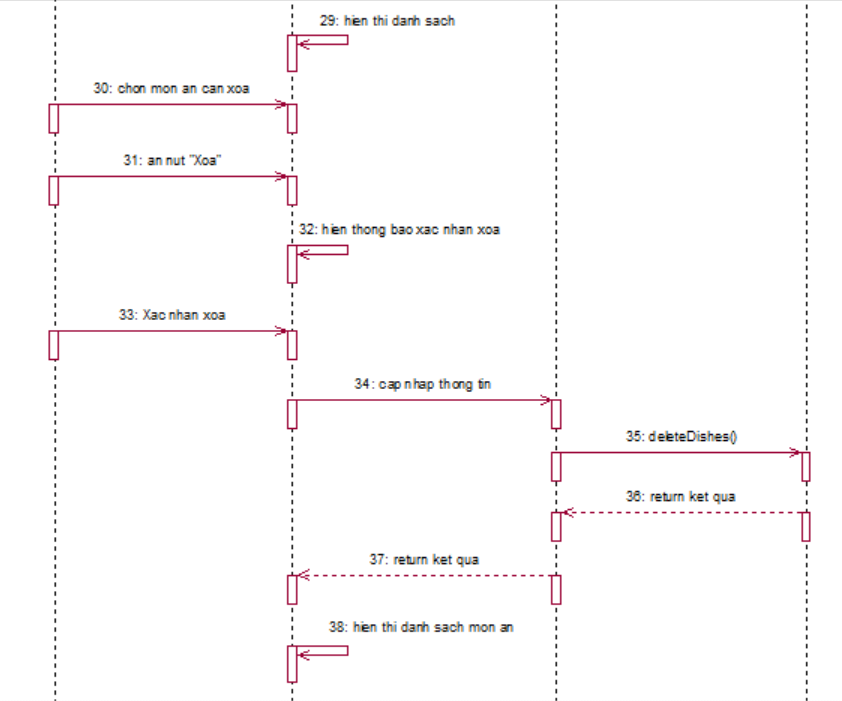 29: hien thi danh sach
30: chon mon an can xoa
31: an nut "Xoa"
32: hien thong bao xac nhan xoa
33: Xac nhan xoa
34: cap nhap thong tin
35: deleteDishes()
36: return ket qua
37: return ket qua
38: hien thi danh sach mon an